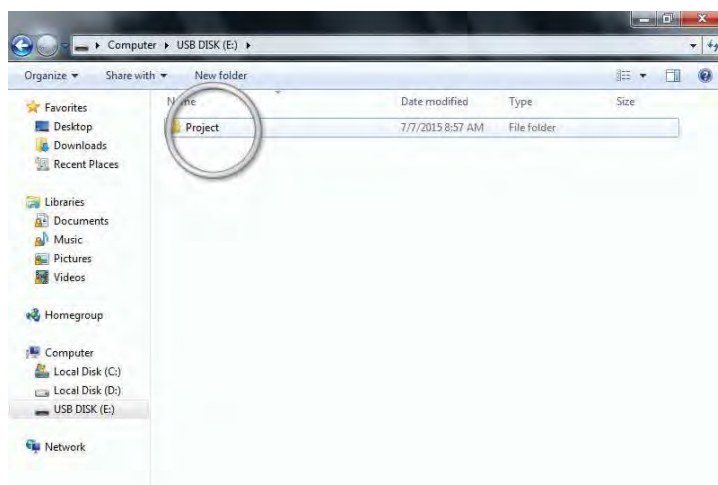 Computer ▸ USB DISK (E:) ▸
Organize ▾ Share with ▾ New folder
Name Date modified Type Size
Project 7/7/2015 8:57 AM File folder
Favorites
Desktop
Downloads
Recent Places
Libraries
Documents
Music
Pictures
Videos
Homegroup
Computer
Local Disk (C:)
Local Disk (D:)
USB DISK (E:)
Network